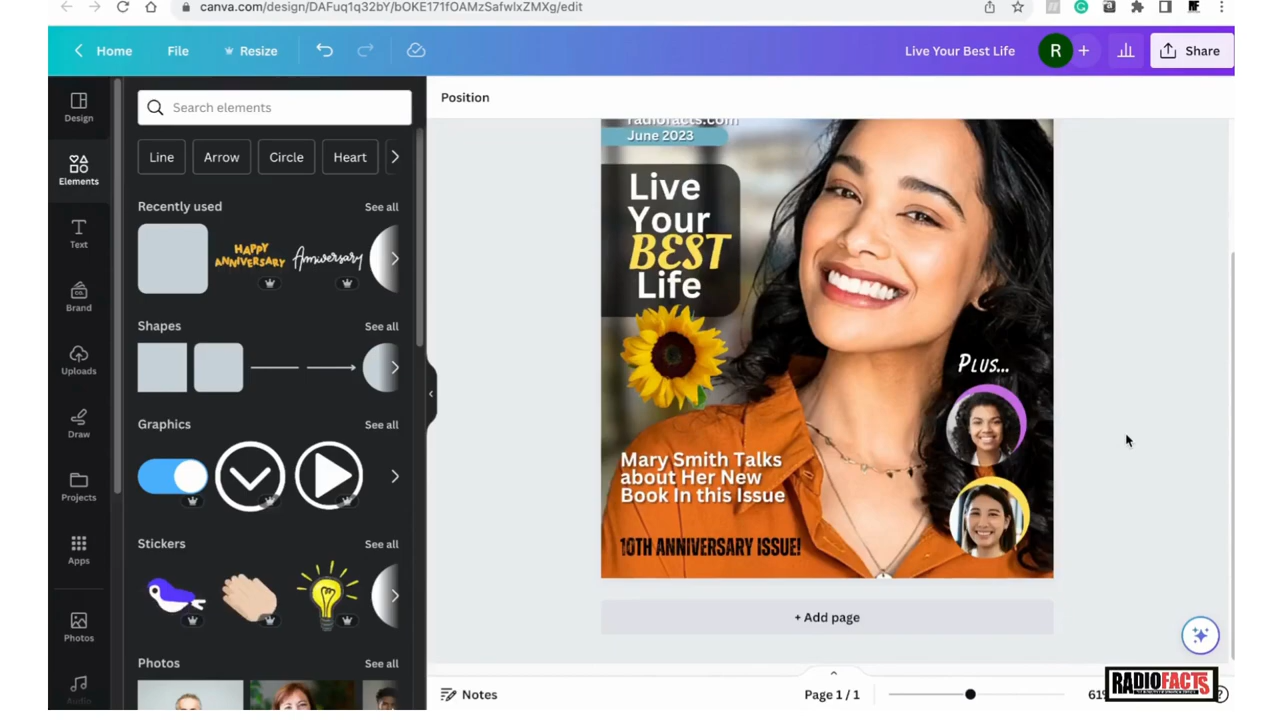 canva.com/design/DAFuq1q32bY/bOKE171fOAMzSafwIxZMXg/edit
Home
File
Resize
Live Your Best Life
R
+
Share
Design
Elements
Text
Brand
Uploads
Draw
Projects
Apps
Photos
Audio
Search elements
Line
Arrow
Circle
Heart
Recently used
See all
HAPPY
ANNIVERSARY
Anniversary
Shapes
See all
Graphics
See all
Stickers
See all
Photos
See all
Position
radiofacts.com
June 2023
Live
Your
BEST
Life
PLUS...
Mary Smith Talks
about Her New
Book In this Issue
10TH ANNIVERSARY ISSUE!
+ Add page
Notes
Page 1 / 1
61%
RADIOFACTS